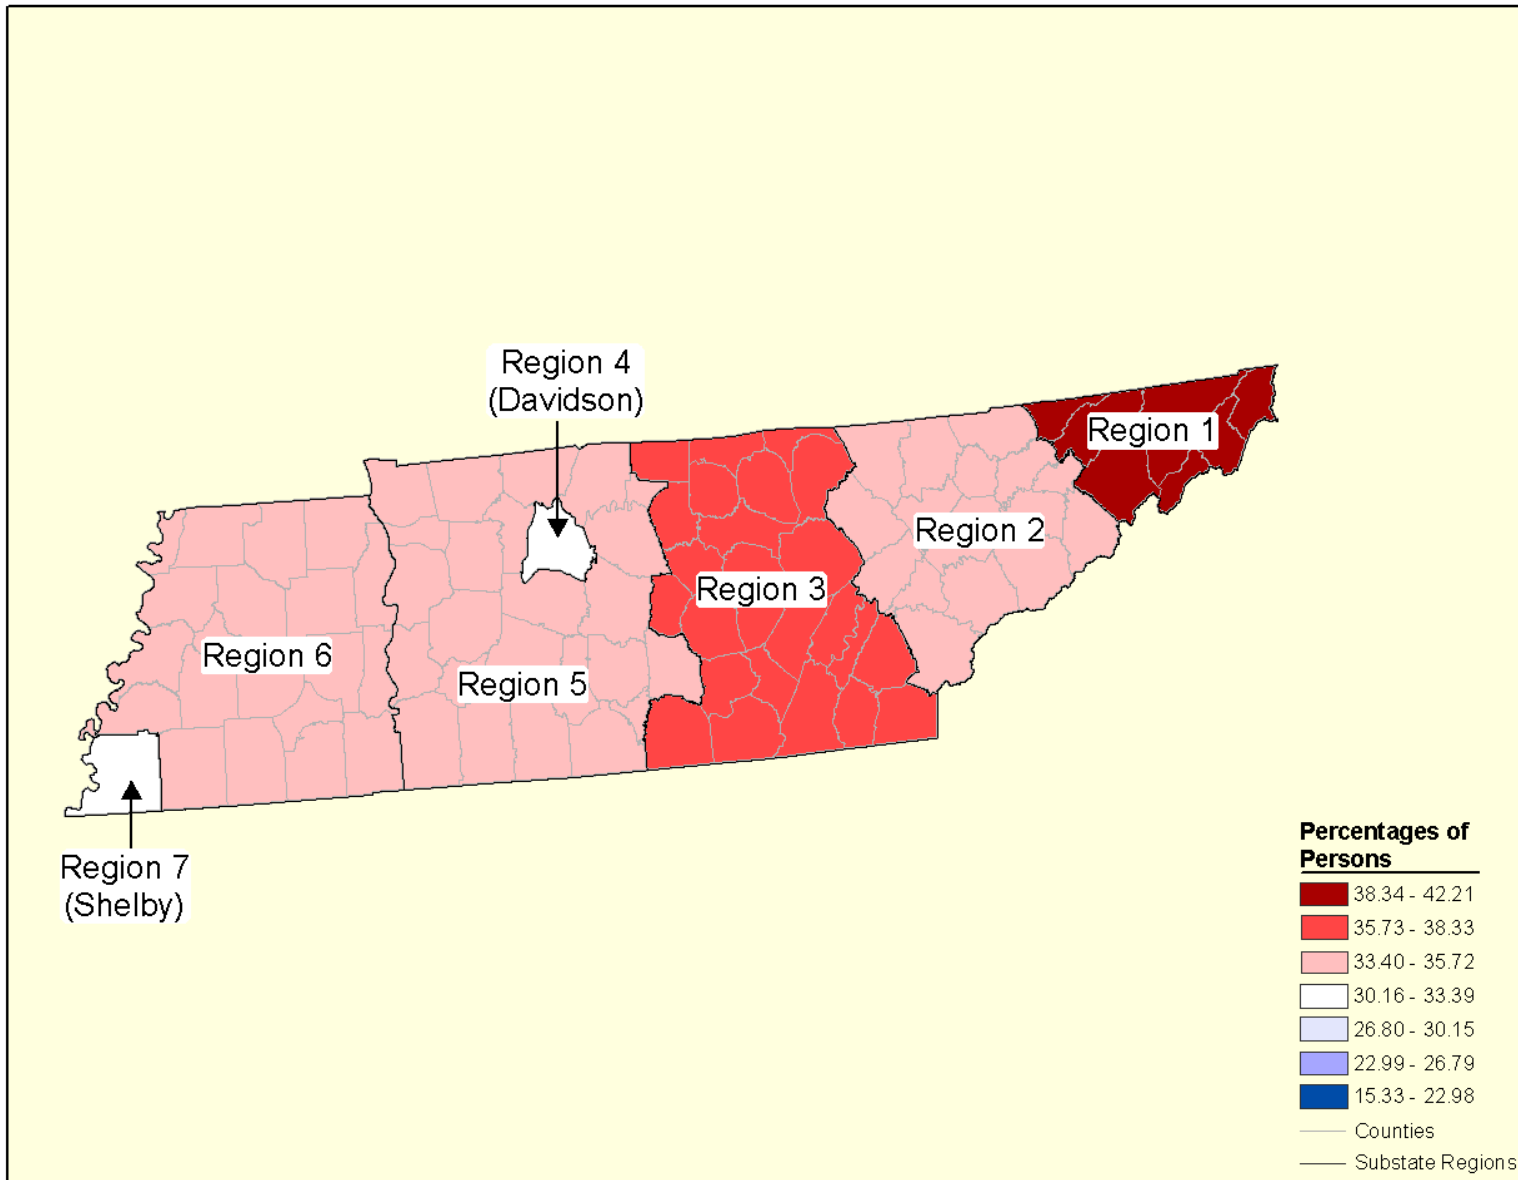 Region 4
(Davidson)
Region 1
Region 2
Region 3
Region 6
Region 5
Region 7
(Shelby)
Percentages of
Persons
38.34 - 42.21
35.73 - 38.33
33.40 - 35.72
30.16 - 33.39
26.80 - 30.15
22.99 - 26.79
15.33 - 22.98
Counties
Substate Regions